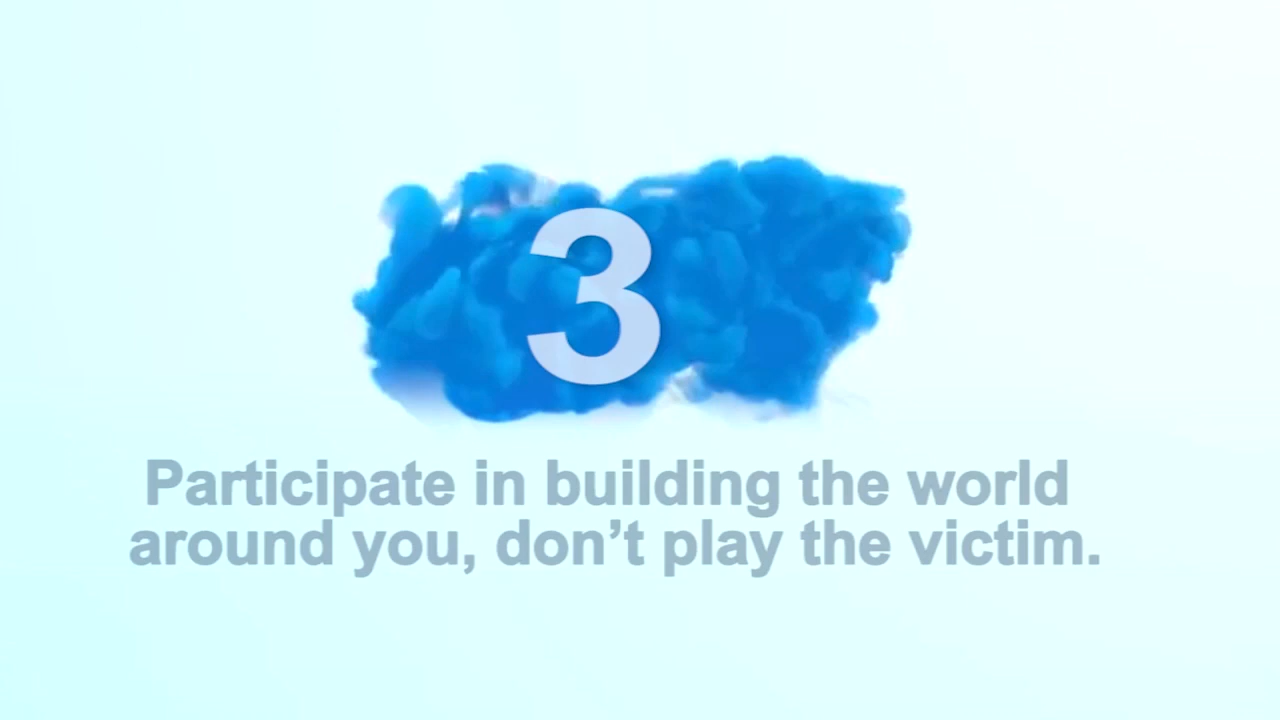 3
Participate in building the world
around you, don’t play the victim.